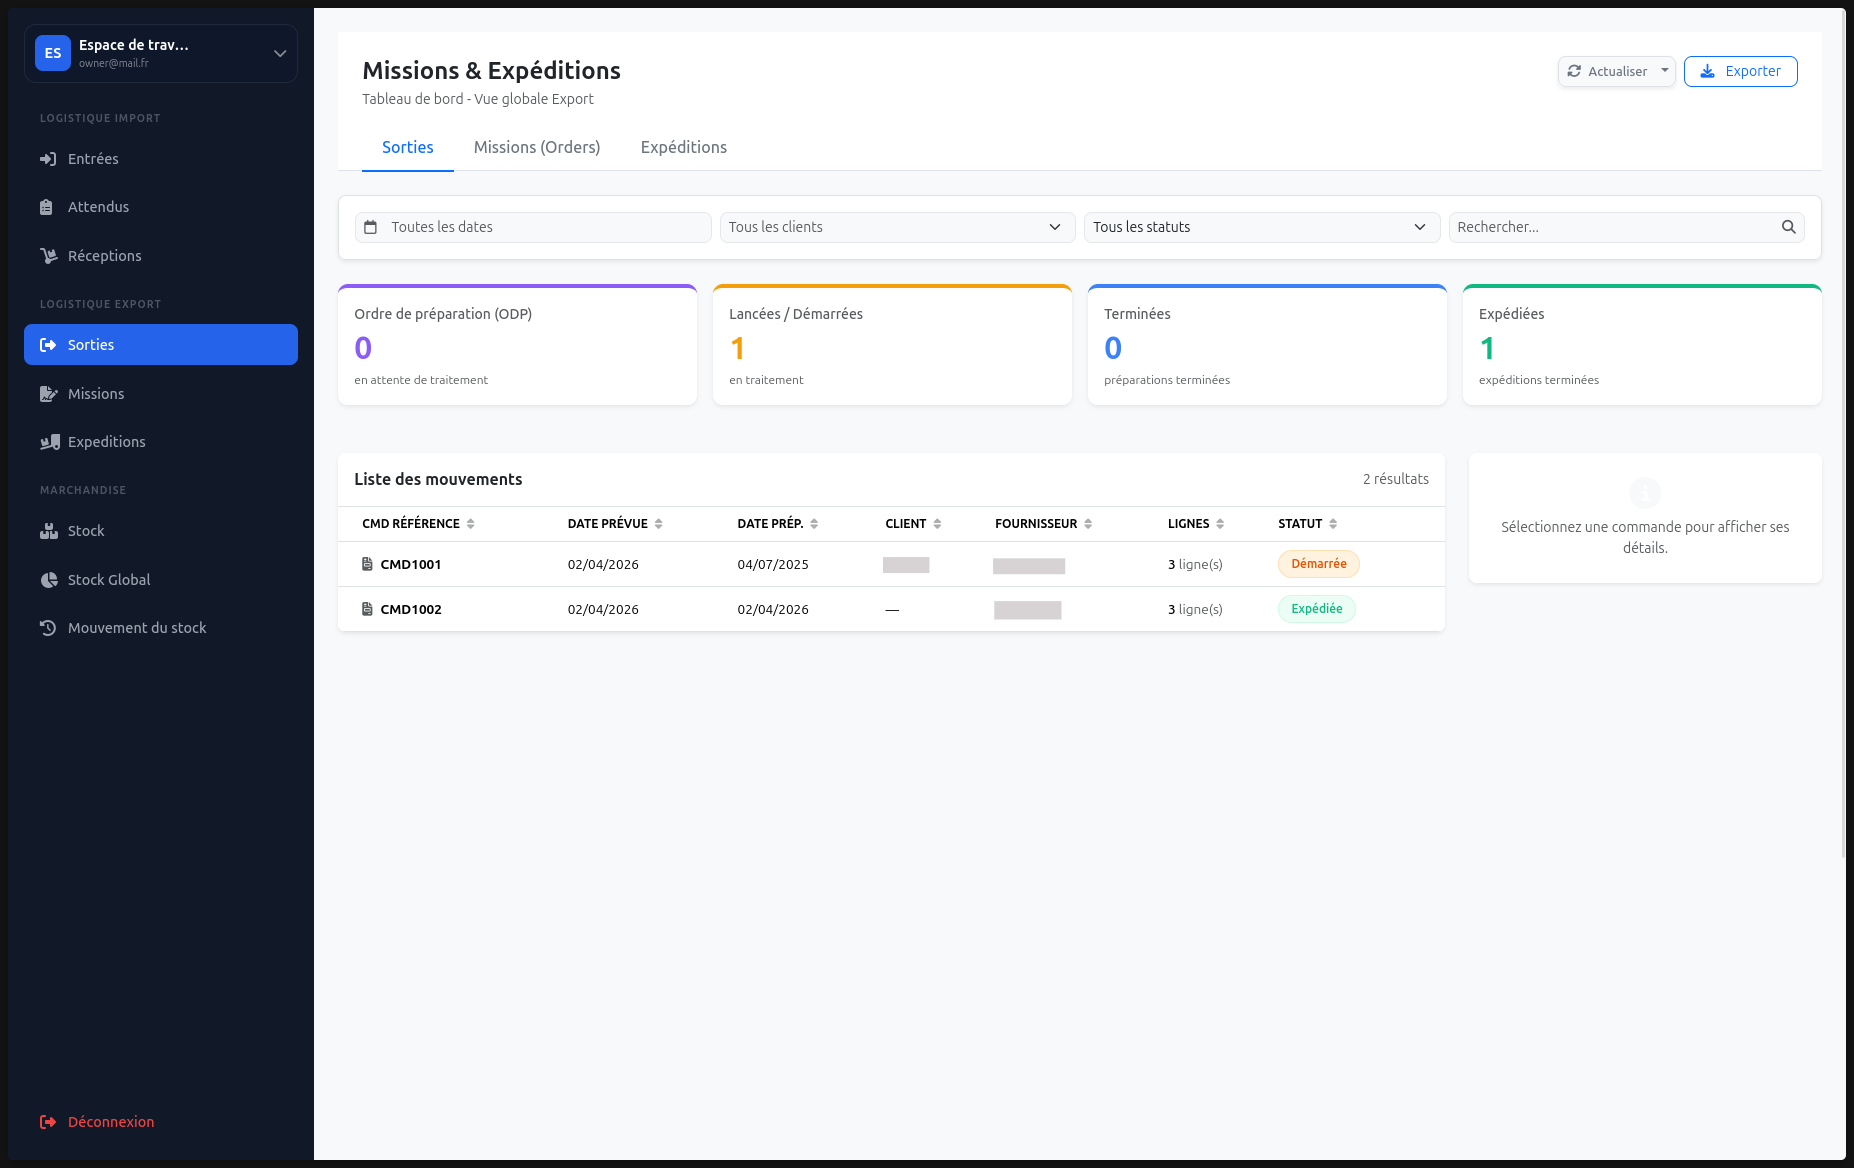 ES
Espace de trav...
owner@mail.fr
LOGISTIQUE IMPORT
Entrées
Attendus
Réceptions
LOGISTIQUE EXPORT
Sorties
Missions
Expeditions
MARCHANDISE
Stock
Stock Global
Mouvement du stock
Déconnexion
Missions & Expéditions
Tableau de bord - Vue globale Export
Actualiser
Exporter
Sorties Missions (Orders) Expéditions
Toutes les dates Tous les clients Tous les statuts Rechercher...
Ordre de préparation (ODP)
0
en attente de traitement
Lancées / Démarrées
1
en traitement
Terminées
0
préparations terminées
Expédiées
1
expéditions terminées
Liste des mouvements 2 résultats
CMD RÉFÉRENCE DATE PRÉVUE DATE PRÉP. CLIENT FOURNISSEUR LIGNES STATUT
CMD1001 02/04/2026 04/07/2025 3 ligne(s) Démarrée
CMD1002 02/04/2026 02/04/2026 — 3 ligne(s) Expédiée
Sélectionnez une commande pour afficher ses
détails.